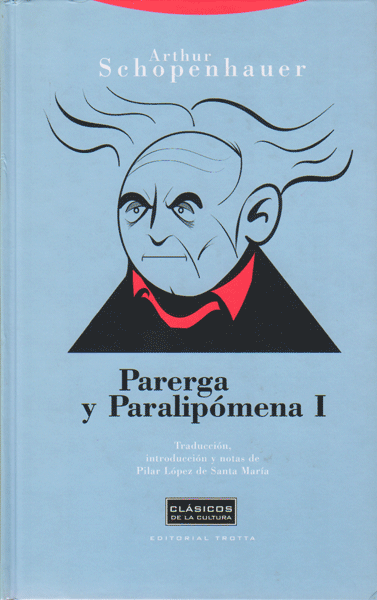 Arthur
Schopenhauer
Parerga
y Paralipómena I
Traducción,
introducción y notas de
Pilar López de Santa María
CLÁSICOS
DE LA CULTURA
EDITORIAL TROTTA